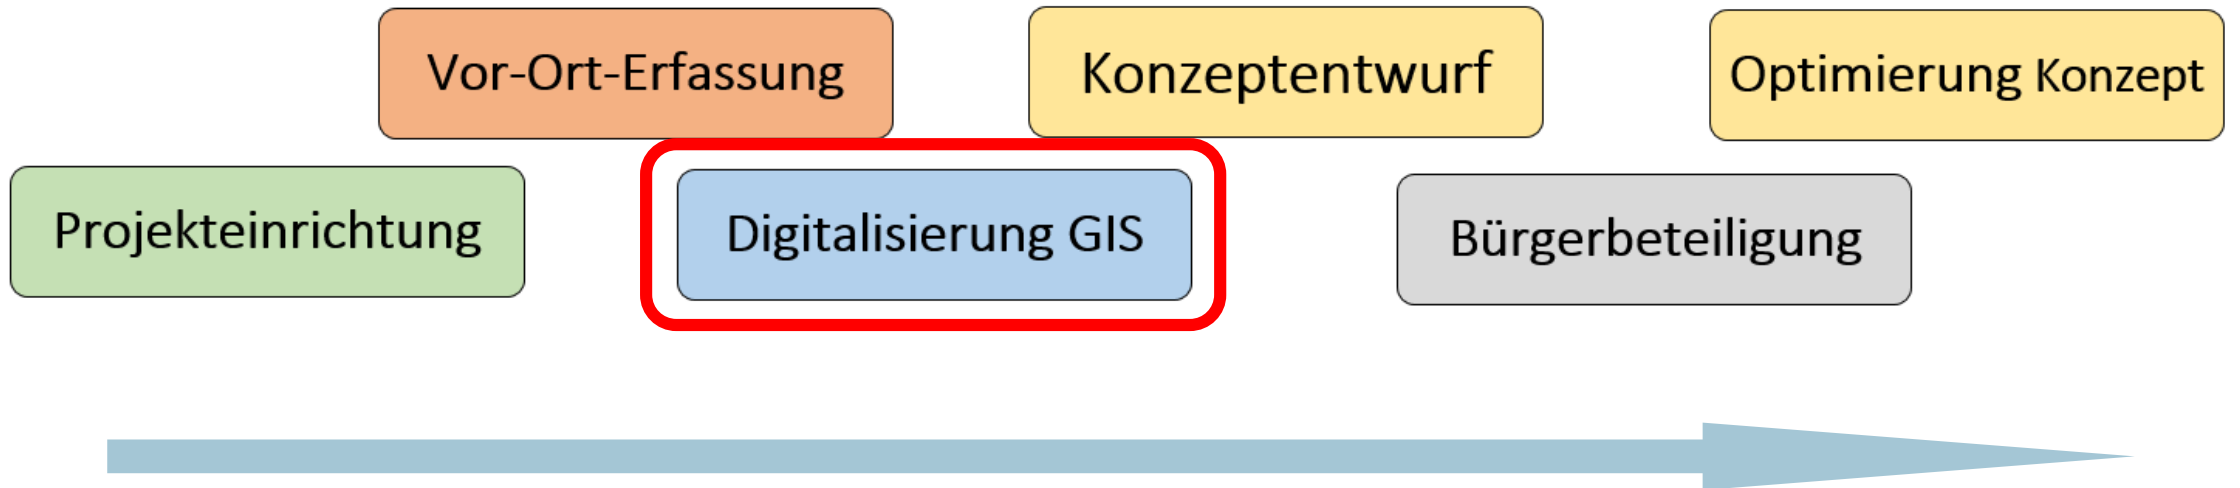 Vor-Ort-Erfassung
Konzeptentwurf
Optimierung Konzept
Projekteinrichtung
Digitalisierung GIS
Bürgerbeteiligung